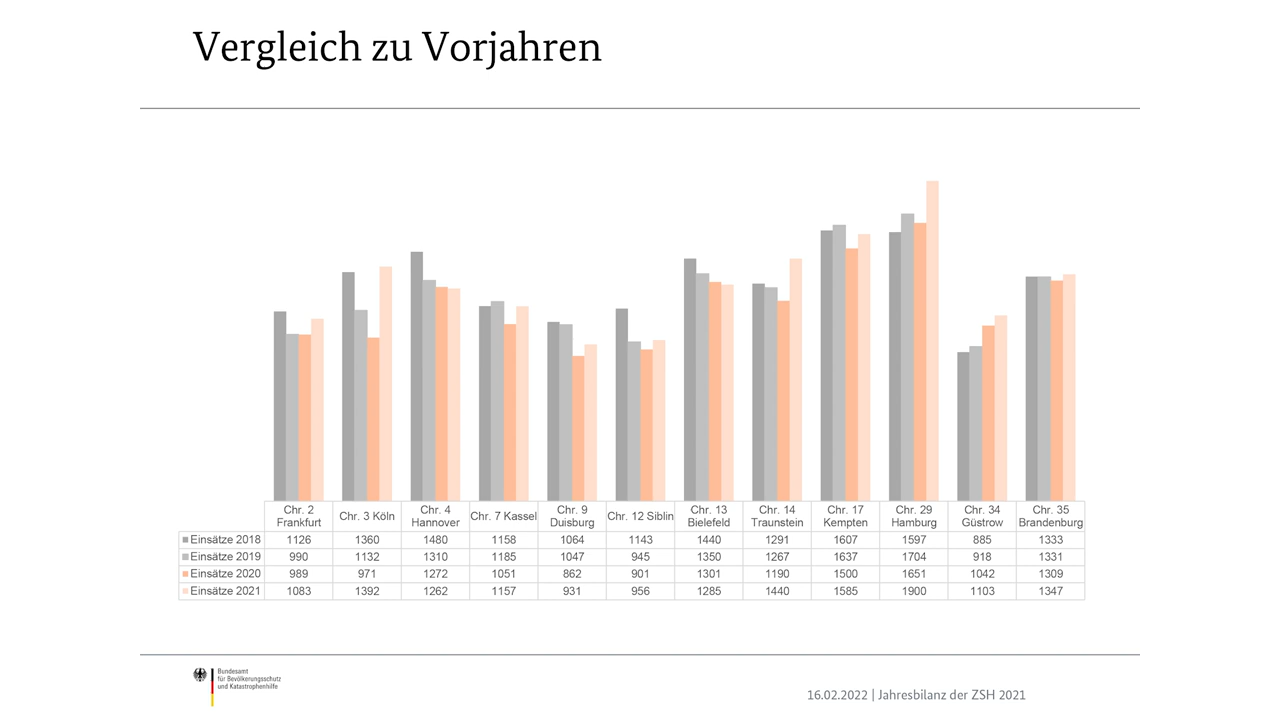 Vergleich zu Vorjahren
Chr. 2 Frankfurt Chr. 3 Köln Chr. 4 Hannover Chr. 7 Kassel Chr. 9 Duisburg Chr. 12 Siblin Chr. 13 Bielefeld Chr. 14 Traunstein Chr. 17 Kempten Chr. 29 Hamburg Chr. 34 Güstrow Chr. 35 Brandenburg
Einsätze 2018 1126 1360 1480 1158 1064 1143 1440 1291 1607 1597 885 1333
Einsätze 2019 990 1132 1310 1185 1047 945 1350 1267 1637 1704 918 1331
Einsätze 2020 989 971 1272 1051 862 901 1301 1190 1500 1651 1042 1309
Einsätze 2021 1083 1392 1262 1157 931 956 1285 1440 1585 1900 1103 1347
Bundesamt
für Bevölkerungsschutz
und Katastrophenhilfe
16.02.2022 | Jahresbilanz der ZSH 2021